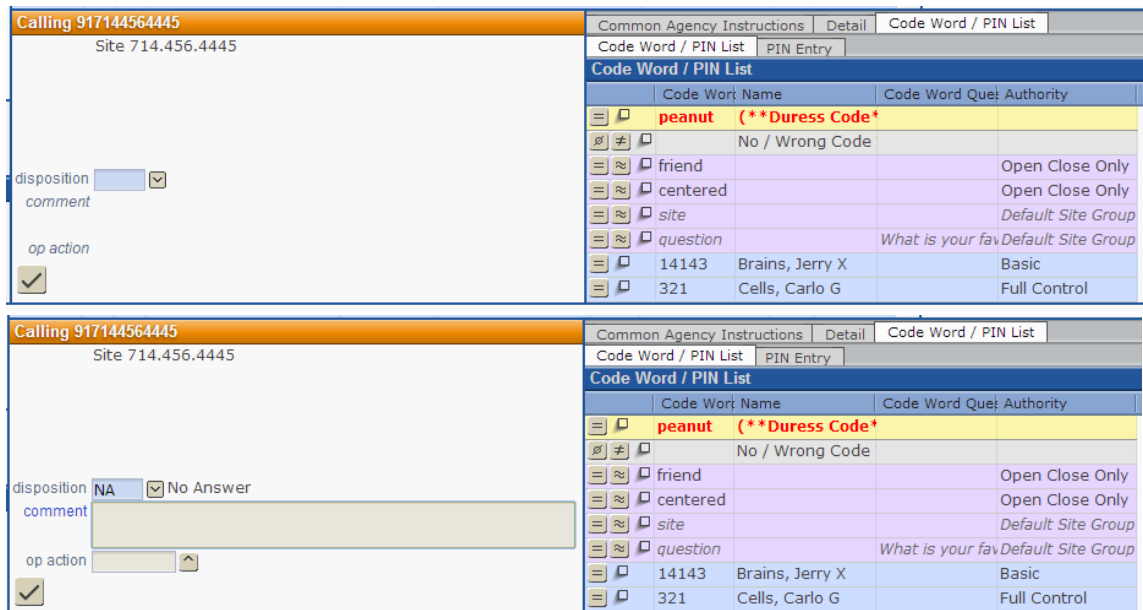 Calling 917144564445
Site 714.456.4445
disposition
comment
op action
Common Agency Instructions Detail Code Word / PIN List
Code Word / PIN List PIN Entry
Code Word / PIN List
Code Word Name Code Word Ques Authority
= peanut (**Duress Code*
ø ≠ No / Wrong Code
= ≈ friend Open Close Only
= ≈ centered Open Close Only
= ≈ site Default Site Group
= ≈ question What is your fav Default Site Group
= 14143 Brains, Jerry X Basic
= 321 Cells, Carlo G Full Control
Calling 917144564445
Site 714.456.4445
disposition NA No Answer
comment
op action
Common Agency Instructions Detail Code Word / PIN List
Code Word / PIN List PIN Entry
Code Word / PIN List
Code Word Name Code Word Ques Authority
= peanut (**Duress Code*
ø ≠ No / Wrong Code
= ≈ friend Open Close Only
= ≈ centered Open Close Only
= ≈ site Default Site Group
= ≈ question What is your fav Default Site Group
= 14143 Brains, Jerry X Basic
= 321 Cells, Carlo G Full Control